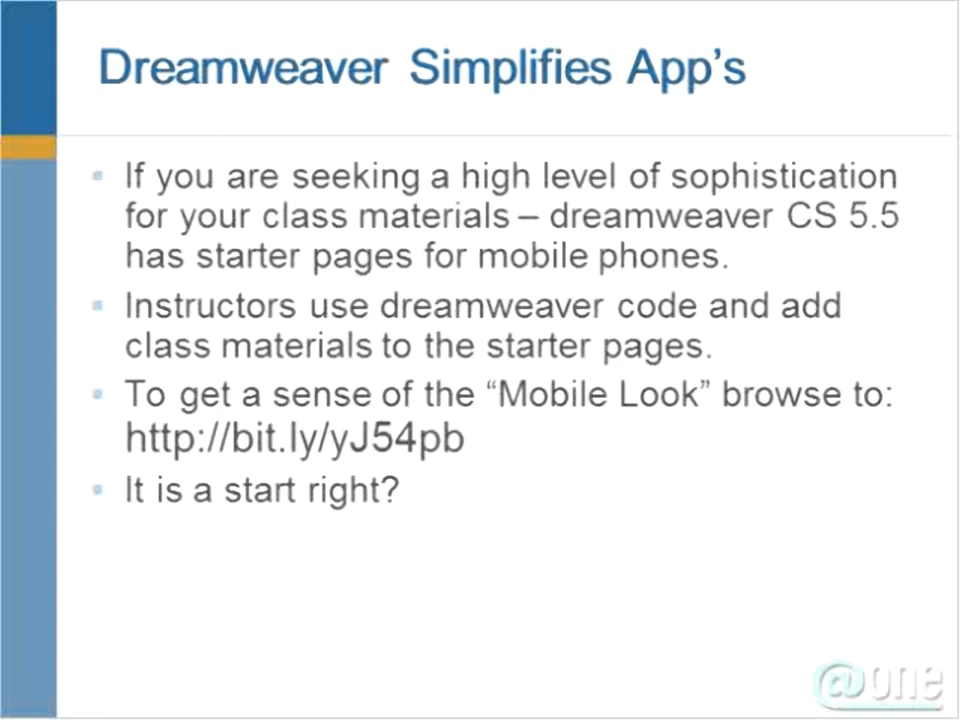 Dreamweaver Simplifies App's
If you are seeking a high level of sophistication
for your class materials – dreamweaver CS 5.5
has starter pages for mobile phones.
Instructors use dreamweaver code and add
class materials to the starter pages.
To get a sense of the “Mobile Look” browse to:
http://bit.ly/yJ54pb
It is a start right?
@one